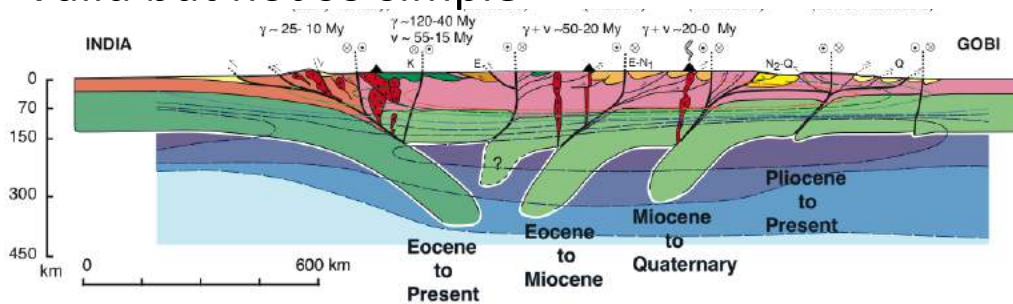 γ ~ 25- 10 My
γ ~120-40 My
ν ~ 55-15 My
γ + ν ~50-20 My
γ + ν ~20-0 My
INDIA
GOBI
K
E
E-N₁
N₂-Q
Q
0
70
150
300
450
km
?
Eocene
to
Present
Eocene
to
Miocene
Miocene
to
Quaternary
Pliocene
to
Present
0
600 km